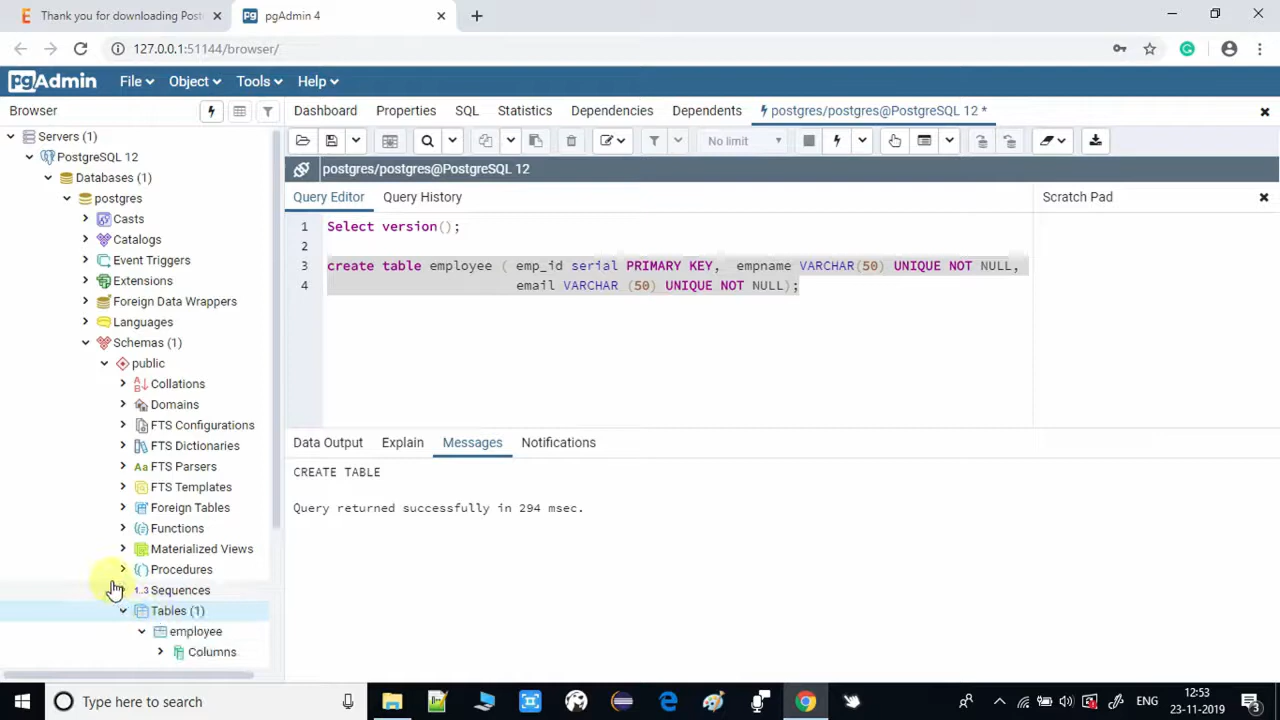 Thank you for downloading Post
pgAdmin 4
127.0.0.1:51144/browser/
pgAdmin
File
Object
Tools
Help
Browser
Dashboard
Properties
SQL
Statistics
Dependencies
Dependents
postgres/postgres@PostgreSQL 12 *
No limit
postgres/postgres@PostgreSQL 12
Query Editor
Query History
Scratch Pad
Servers (1)
PostgreSQL 12
Databases (1)
postgres
Casts
Catalogs
Event Triggers
Extensions
Foreign Data Wrappers
Languages
Schemas (1)
public
Collations
Domains
FTS Configurations
FTS Dictionaries
Aa FTS Parsers
FTS Templates
Foreign Tables
Functions
Materialized Views
Procedures
1..3 Sequences
Tables (1)
employee
Columns
1 Select version();
2
3 create table employee ( emp_id serial PRIMARY KEY, empname VARCHAR(50) UNIQUE NOT NULL,
4 email VARCHAR (50) UNIQUE NOT NULL);
Data Output
Explain
Messages
Notifications
CREATE TABLE
Query returned successfully in 294 msec.
Type here to search
ENG
12:53
23-11-2019
3